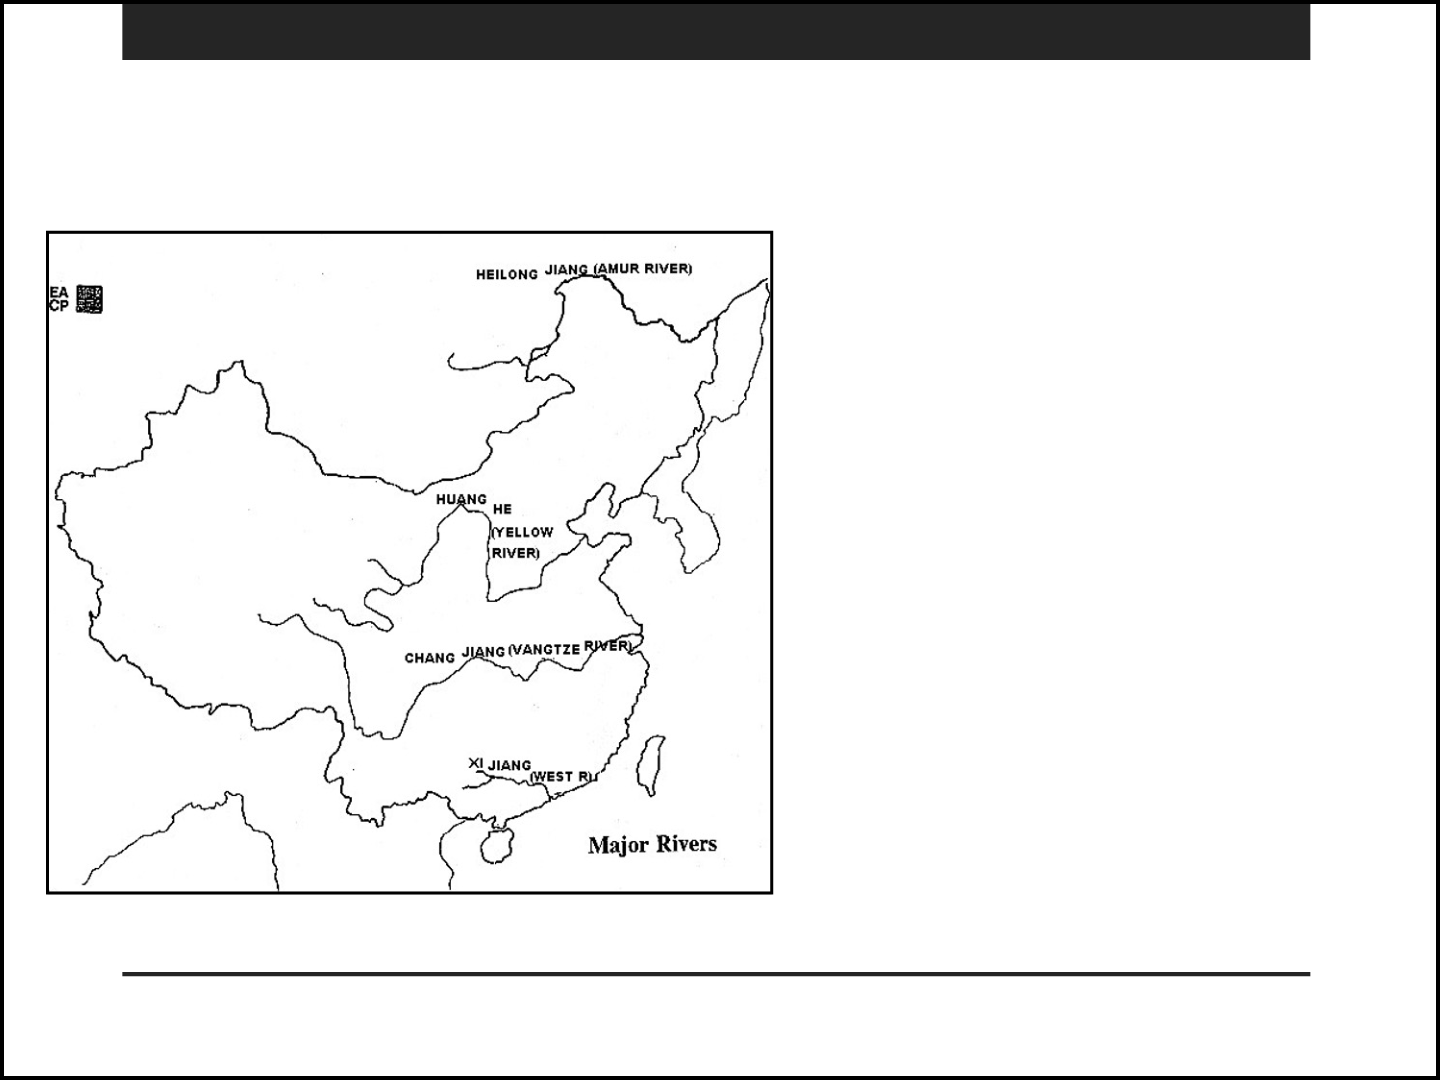 HEILONG JIANG (AMUR RIVER)
EA
CP
HUANG HE
(YELLOW
RIVER)
CHANG JIANG (VANGTZE RIVER)
XI JIANG (WEST R)
Major Rivers